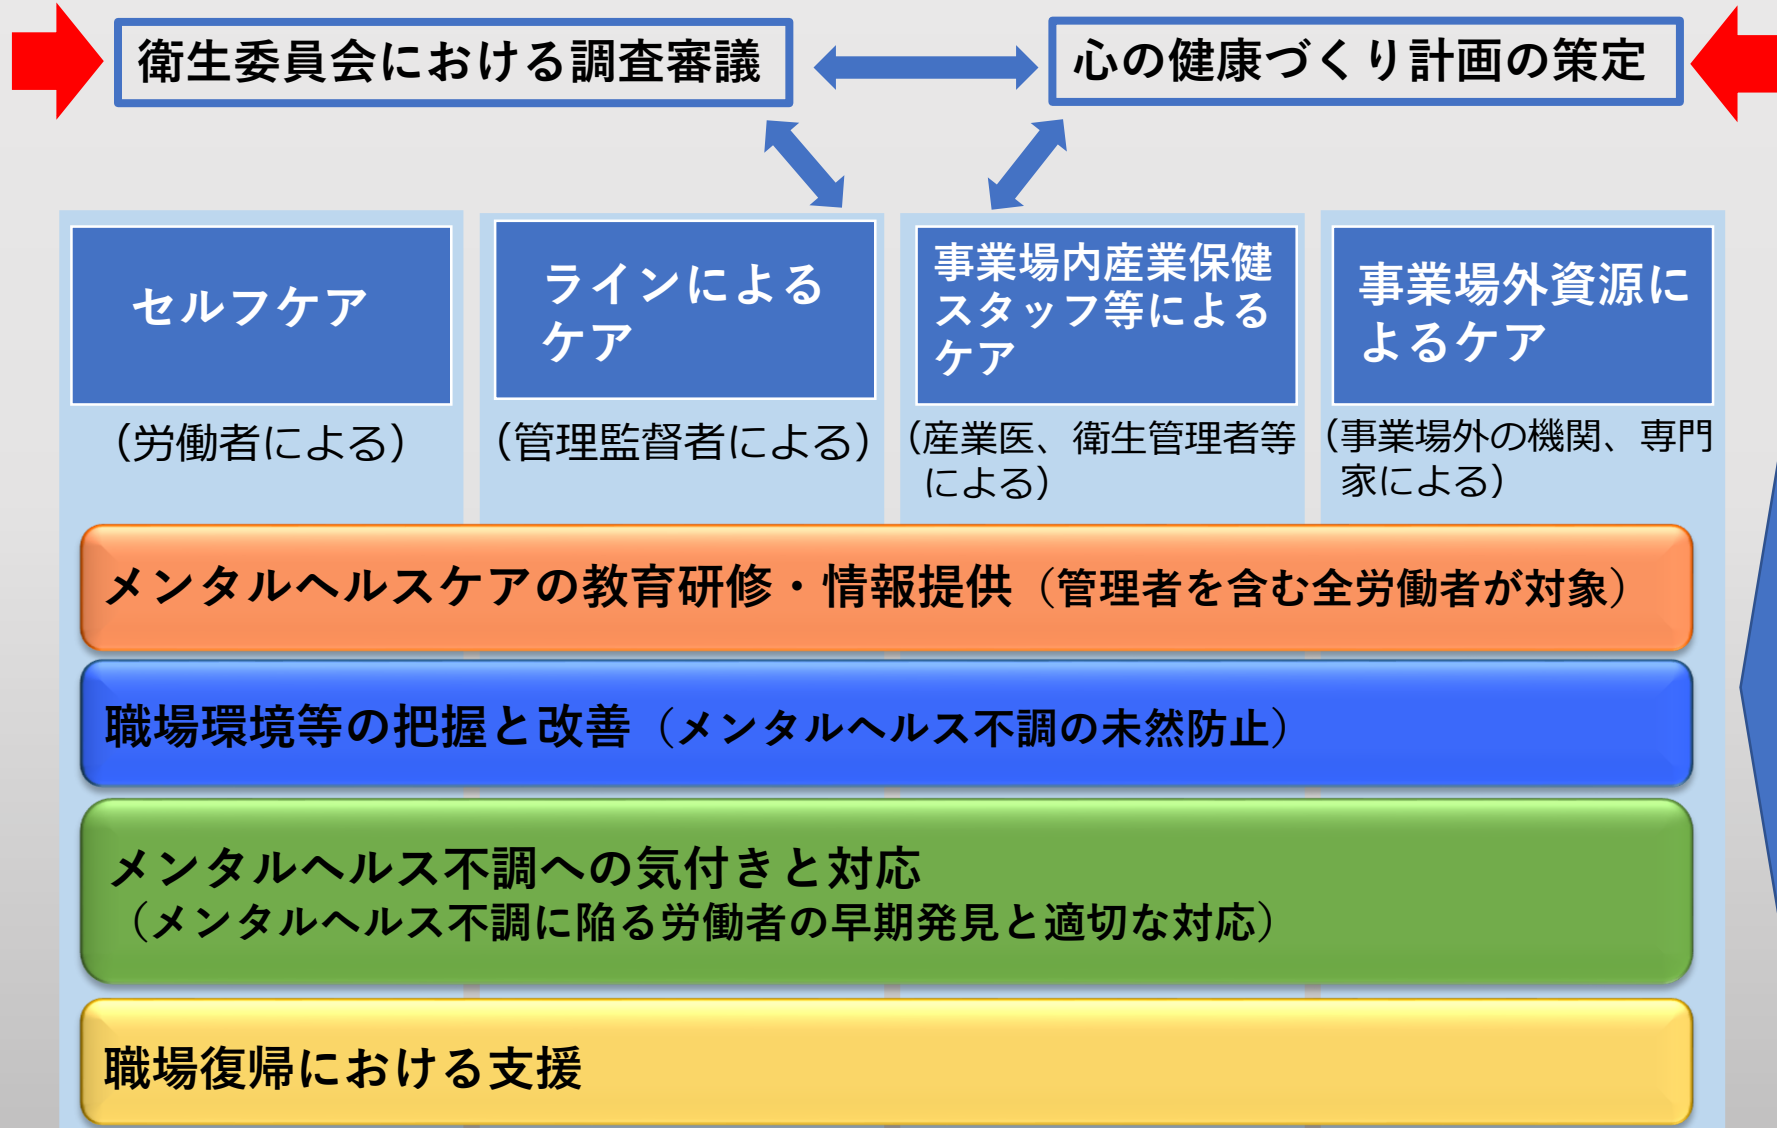 衛生委員会における調査審議
心の健康づくり計画の策定
セルフケア
(労働者による)
ラインによる
ケア
(管理監督者による)
事業場内産業保健
スタッフ等による
ケア
(産業医、衛生管理者等
による)
事業場外資源に
よるケア
(事業場外の機関、専門
家による)
メンタルヘルスケアの教育研修・情報提供(管理者を含む全労働者が対象)
職場環境等の把握と改善(メンタルヘルス不調の未然防止)
メンタルヘルス不調への気付きと対応
(メンタルヘルス不調に陥る労働者の早期発見と適切な対応)
職場復帰における支援